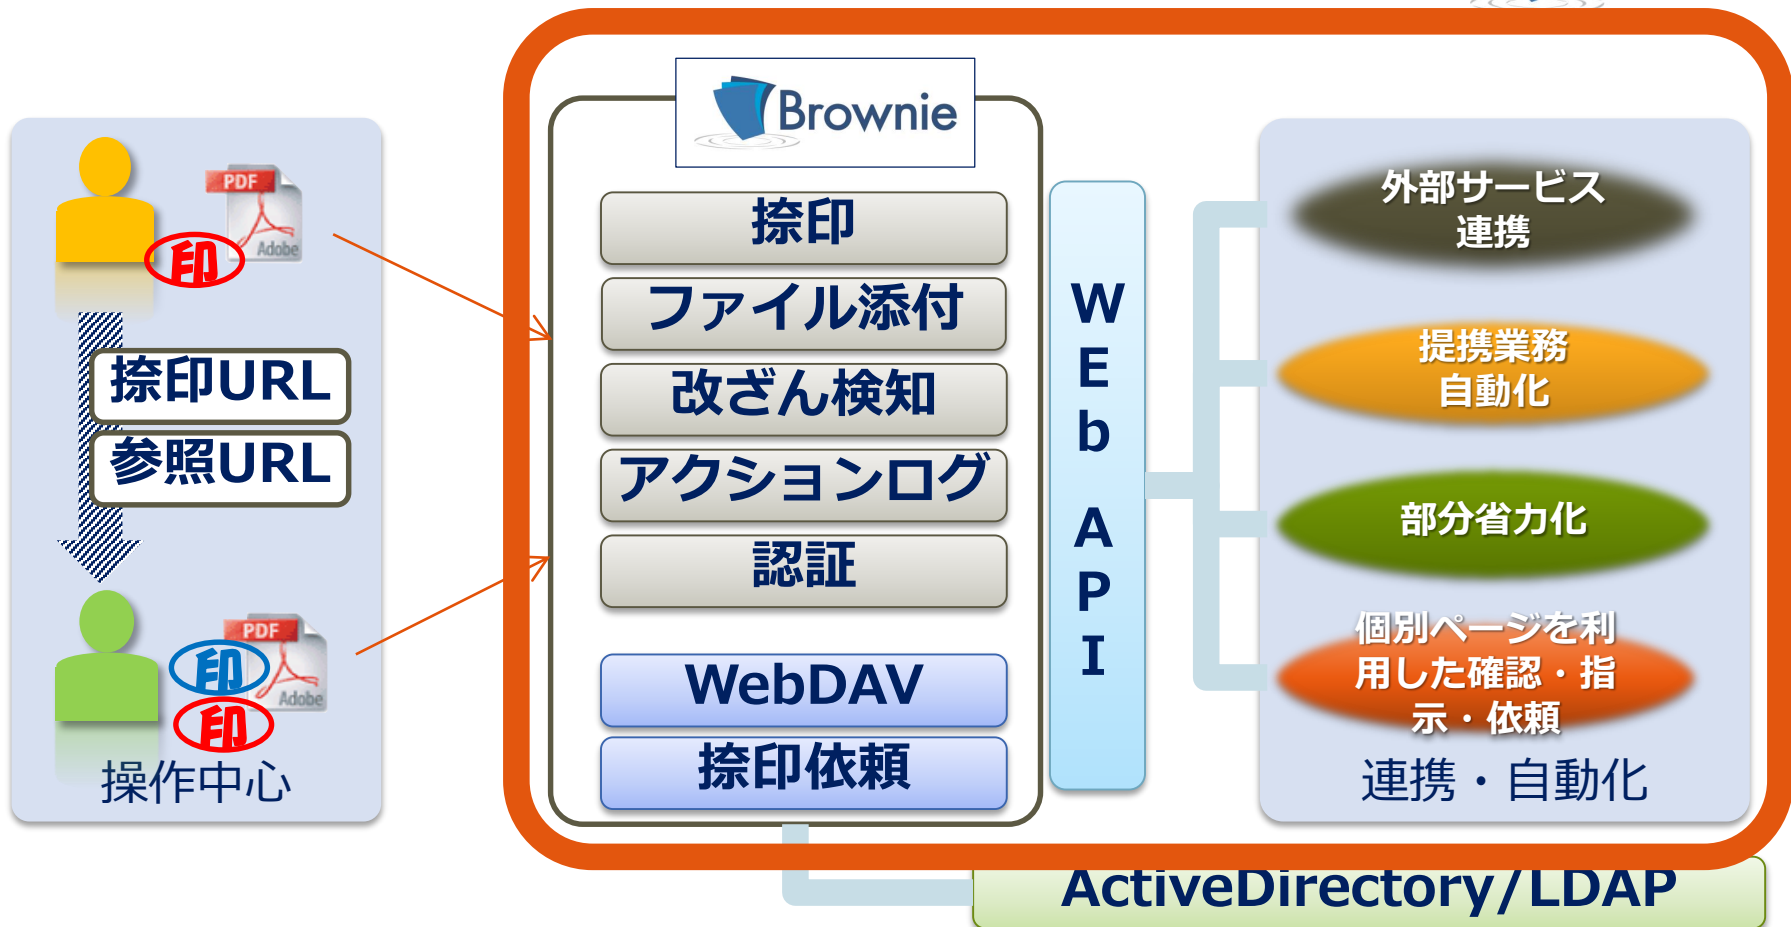 PDF
Adobe
印
捺印URL
参照URL
PDF
Adobe
印
印
操作中心
Brownie
捺印
ファイル添付
改ざん検知
アクションログ
認証
WebDAV
捺印依頼
WEb API
外部サービス
連携
提携業務
自動化
部分省力化
個別ページを利
用した確認・指
示・依頼
連携・自動化
ActiveDirectory/LDAP